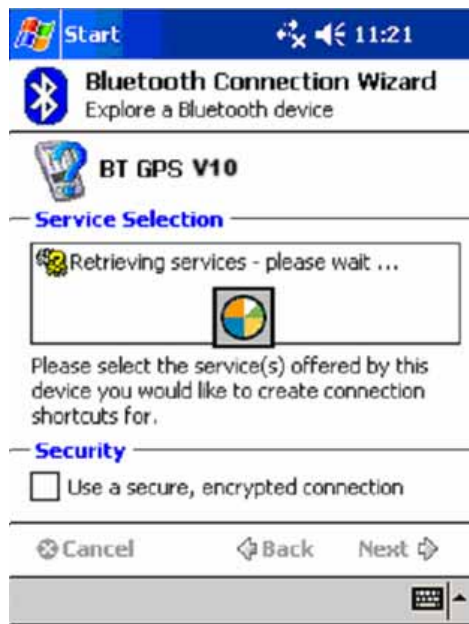 Start 11:21
Bluetooth Connection Wizard
Explore a Bluetooth device
BT GPS V10
Service Selection
Retrieving services - please wait ...
Please select the service(s) offered by this
device you would like to create connection
shortcuts for.
Security
Use a secure, encrypted connection
Cancel Back Next